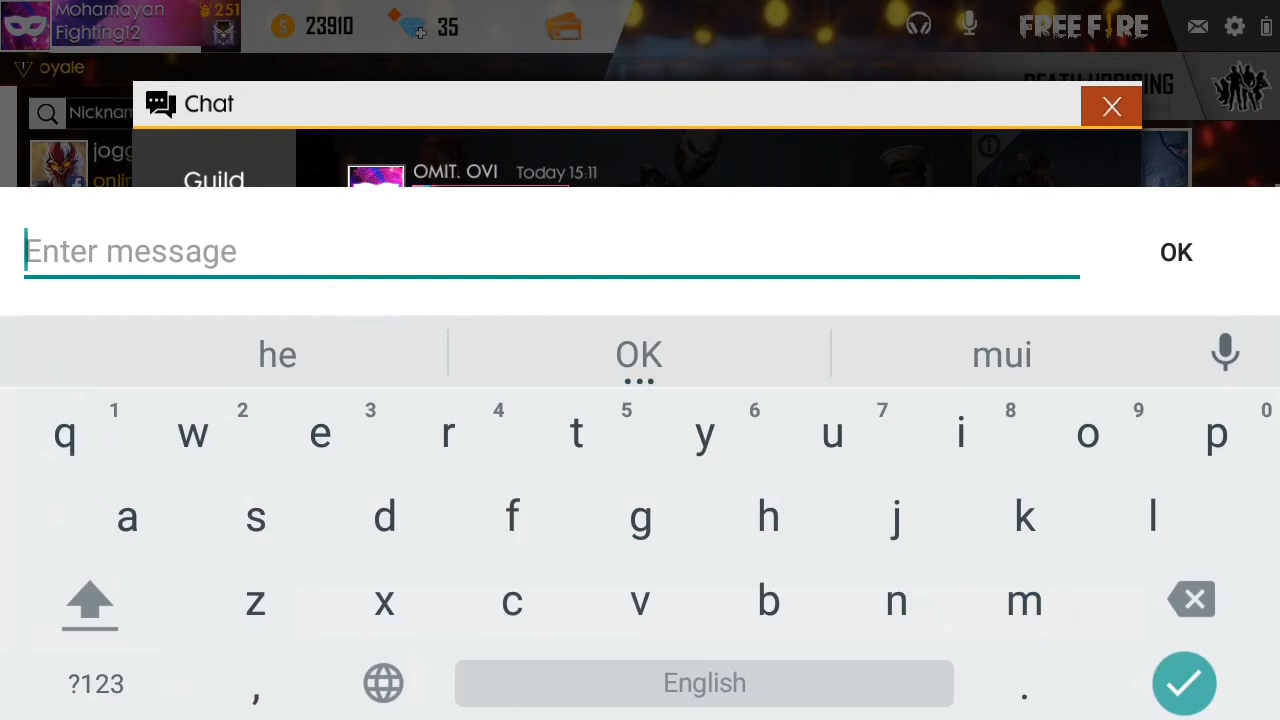 Mohamayan
Fighting12
251
23910
35
FREE FIRE
oyale
Nicknam
Chat
jogg
onlin
Guild
OMIT. OVI Today 15:11
Enter message
OK
he OK mui
1 2 3 4 5 6 7 8 9 0
q w e r t y u i o p
a s d f g h j k l
z x c v b n m
?123 , English .